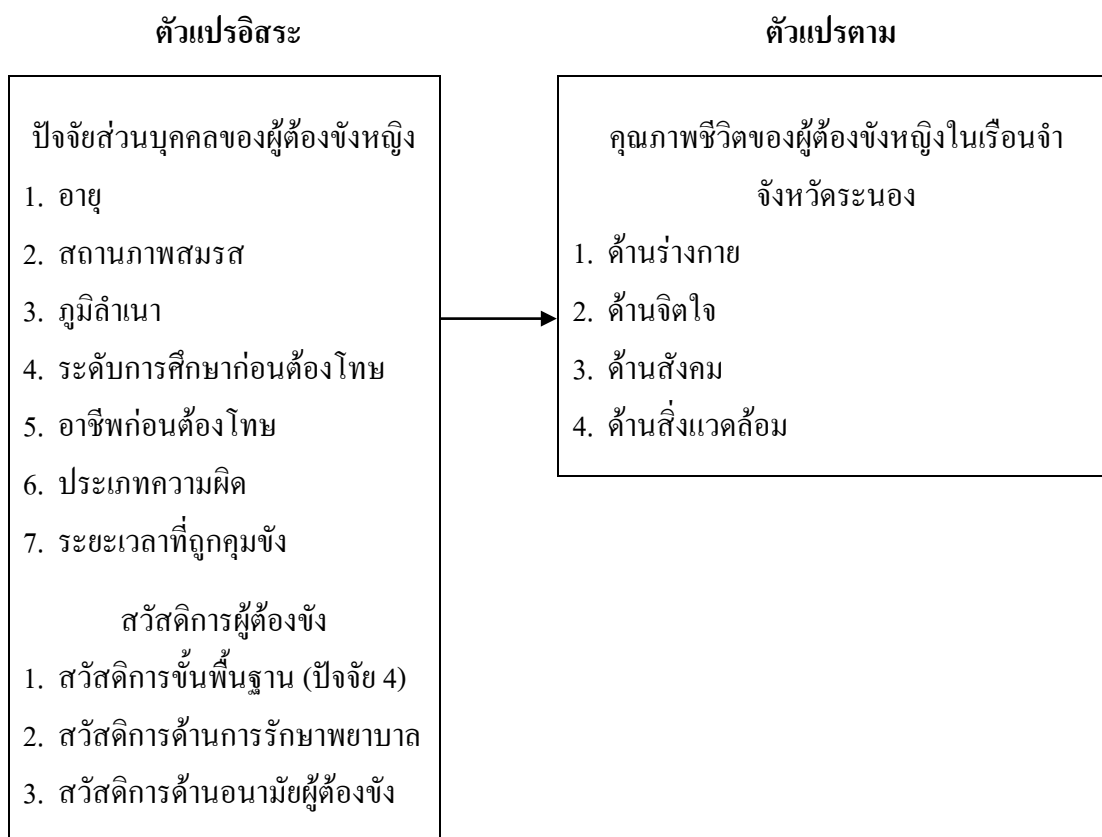 ตัวแปรอิสระ
ปัจจัยส่วนบุคคลของผู้ต้องขังหญิง
1. อายุ
2. สถานภาพสมรส
3. ภูมิลำเนา
4. ระดับการศึกษาก่อนต้องโทษ
5. อาชีพก่อนต้องโทษ
6. ประเภทความผิด
7. ระยะเวลาที่ถูกคุมขัง
สวัสดิการผู้ต้องขัง
1. สวัสดิการขั้นพื้นฐาน (ปัจจัย 4)
2. สวัสดิการด้านการรักษาพยาบาล
3. สวัสดิการด้านอนามัยผู้ต้องขัง
ตัวแปรตาม
คุณภาพชีวิตของผู้ต้องขังหญิงในเรือนจำ
จังหวัดระนอง
1. ด้านร่างกาย
2. ด้านจิตใจ
3. ด้านสังคม
4. ด้านสิ่งแวดล้อม